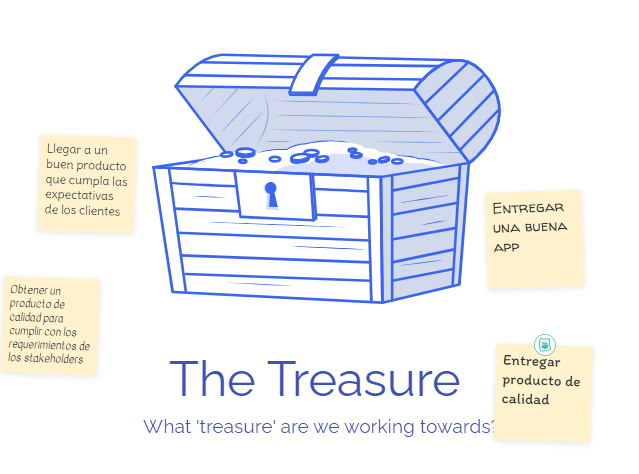 Llegar a un
buen producto
que cumpla las
expectativas
de los clientes
ENTREGAR
UNA BUENA
APP
Obtener un
producto de
calidad para
cumplir con los
requerimientos de
los stakeholders
Entregar
producto de
calidad
The Treasure
What 'treasure' are we working towards?